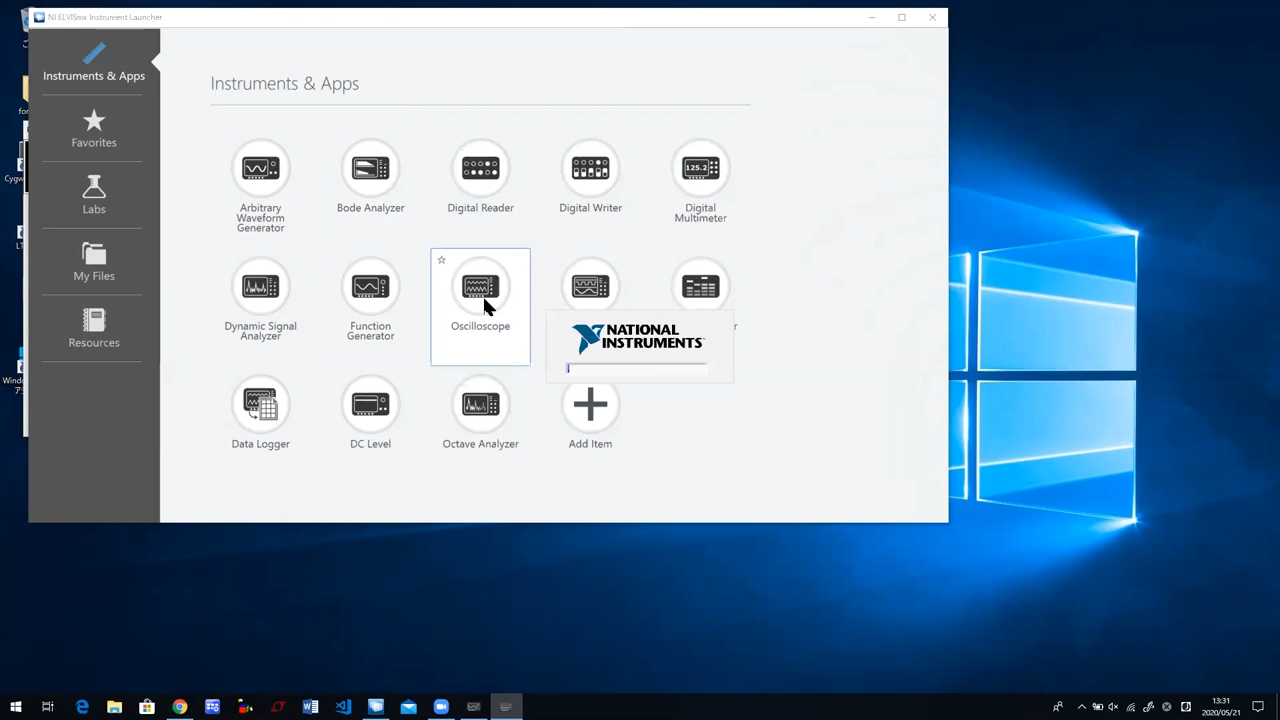 NI ELVISmx Instrument Launcher
Instruments & Apps
Favorites
Labs
My Files
Resources
Instruments & Apps
Arbitrary
Waveform
Generator
Bode Analyzer
Digital Reader
Digital Writer
125.2
Digital
Multimeter
Dynamic Signal
Analyzer
Function
Generator
Oscilloscope
NATIONAL
INSTRUMENTS
Data Logger
DC Level
Octave Analyzer
Add Item
13:31
2020/05/21